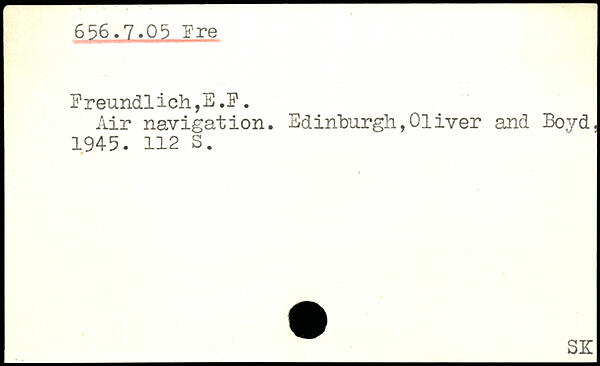 656.7.05 Fre
Freundlich,E.F.
Air navigation. Edinburgh,Oliver and Boyd,
1945. 112 S.
SK